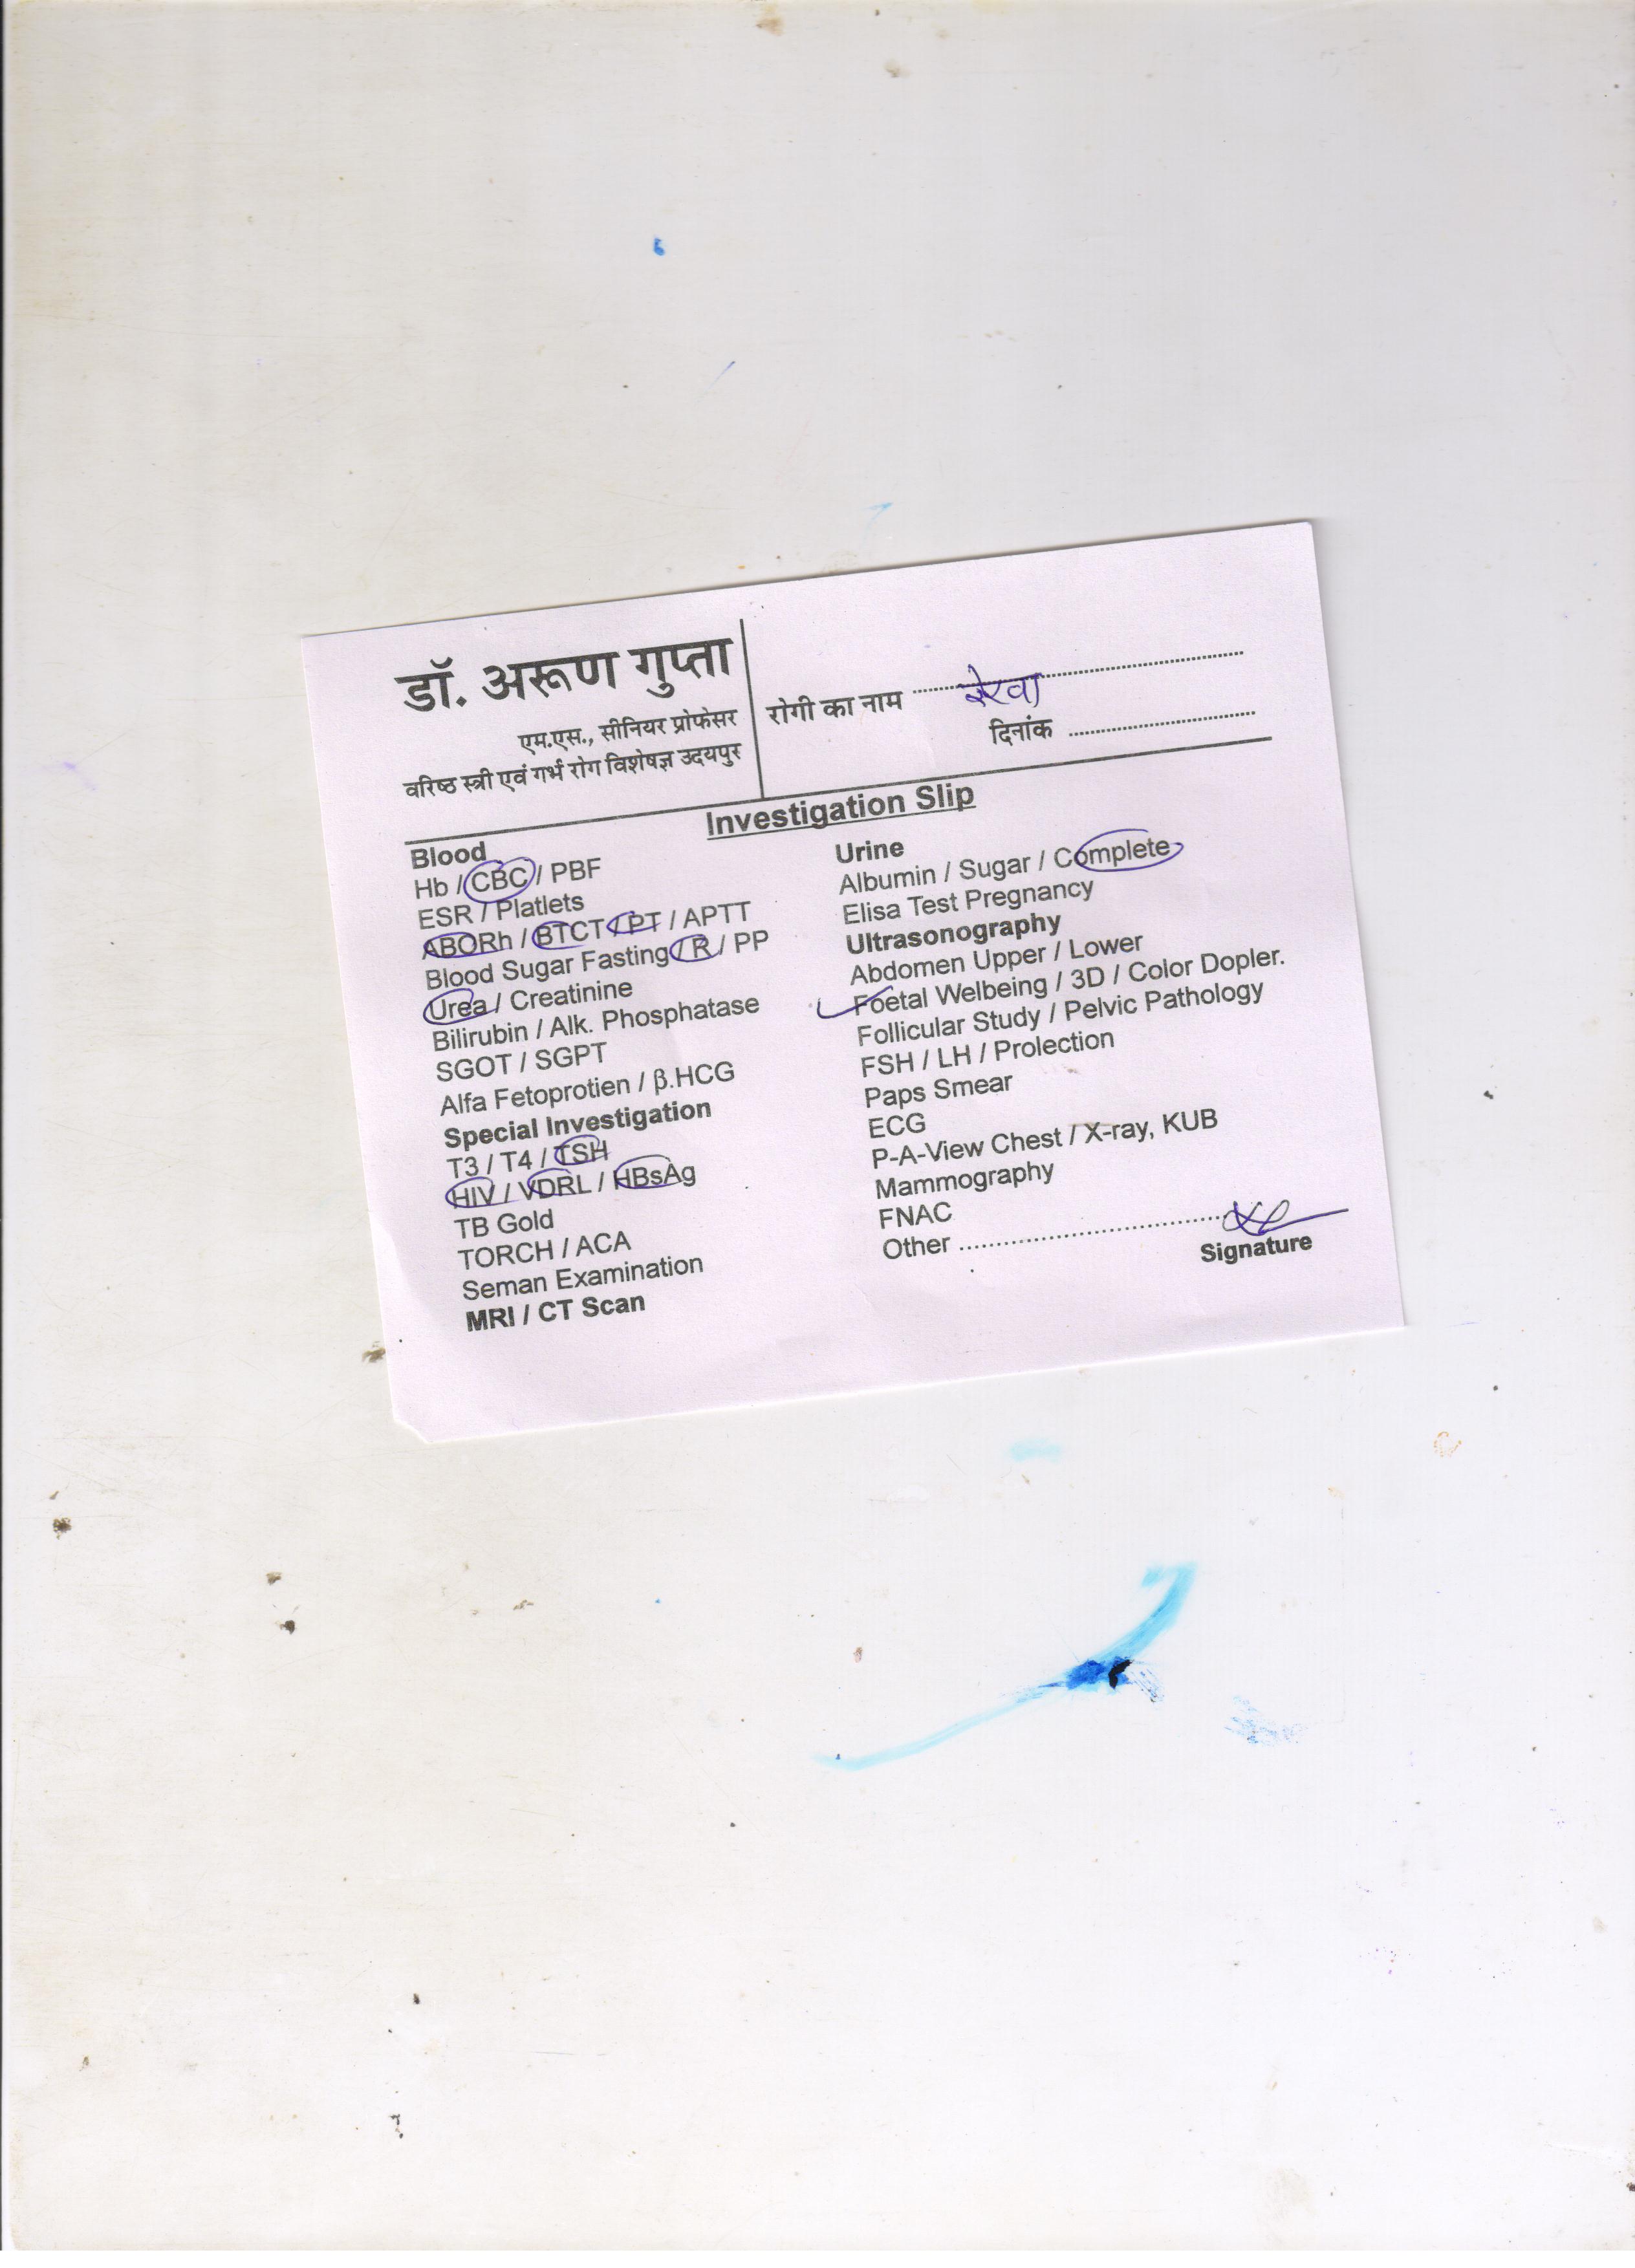 डॉ. अरूण गुप्ता
एम.एस., सीनियर प्रोफेसर
वरिष्ठ स्त्री एवं गर्भ रोग विशेषज्ञ उदयपुर
रोगी का नाम ........................
दिनांक ........................
Investigation Slip
Blood
Hb / CBC / PBF
ESR / Platlets
ABORh / BTCT / PT / APTT
Blood Sugar Fasting / R / PP
Urea / Creatinine
Bilirubin / Alk. Phosphatase
SGOT / SGPT
Alfa Fetoprotien / β.HCG
Special Investigation
T3 / T4 / TSH
HIV / VDRL / HBsAg
TB Gold
TORCH / ACA
Seman Examination
MRI / CT Scan
Urine
Albumin / Sugar / Complete
Elisa Test Pregnancy
Ultrasonography
Abdomen Upper / Lower
Foetal Welbeing / 3D / Color Dopler.
Follicular Study / Pelvic Pathology
FSH / LH / Prolection
Paps Smear
ECG
P-A-View Chest / X-ray, KUB
Mammography
FNAC
Other ........................
Signature